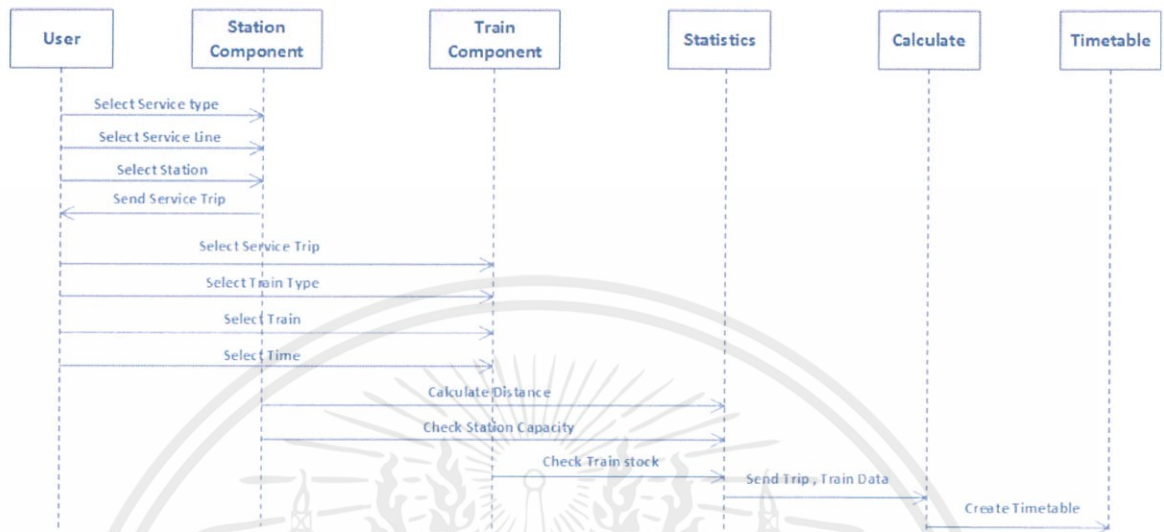 User
Station
Component
Train
Component
Statistics
Calculate
Timetable
Select Service type
Select Service Line
Select Station
Send Service Trip
Select Service Trip
Select Train Type
Select Train
Select Time
Calculate Distance
Check Station Capacity
Check Train stock
Send Trip , Train Data
Create Timetable